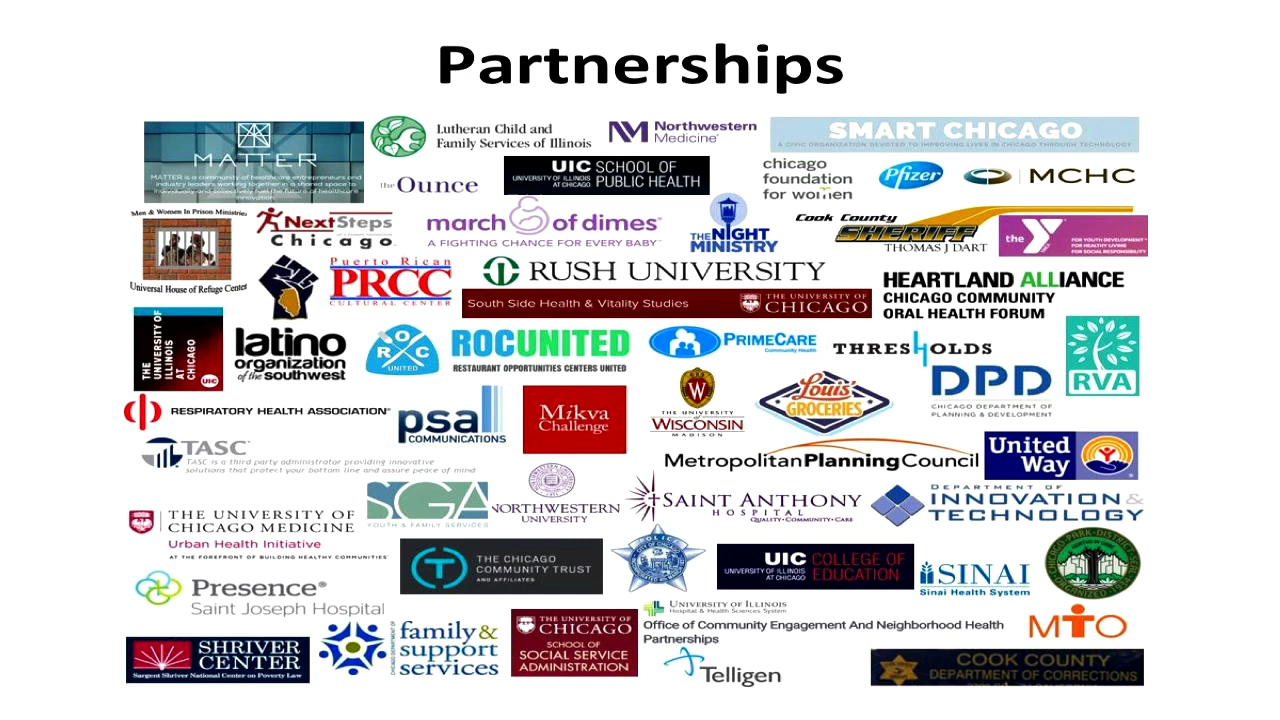 Partnerships
MATTER
MATTER is a community of healthcare entrepreneurs and
industry leaders working together in a shared space to
individually and collectively fuel the future of healthcare
innovation.
Lutheran Child and
Family Services of Illinois
Northwestern
Medicine
SMART CHICAGO
A CIVIC ORGANIZATION DEVOTED TO IMPROVING LIVES IN CHICAGO THROUGH TECHNOLOGY
the Ounce
UIC SCHOOL OF
UNIVERSITY OF ILLINOIS
AT CHICAGO
PUBLIC HEALTH
chicago
foundation
for women
Pfizer
MCHC
Men & Women In Prison Ministries
Universal House of Refuge Center
NextSteps
Chicago
march of dimes
A FIGHTING CHANCE FOR EVERY BABY
THE NIGHT
MINISTRY
Cook County
SHERIFF
THOMAS J DART
the Y
FOR YOUTH DEVELOPMENT
FOR HEALTHY LIVING
FOR SOCIAL RESPONSIBILITY
Puerto Rican
PRCC
CULTURAL CENTER
RUSH UNIVERSITY
South Side Health & Vitality Studies
THE UNIVERSITY OF
CHICAGO
HEARTLAND ALLIANCE
CHICAGO COMMUNITY
ORAL HEALTH FORUM
THE
UNIVERSITY OF
ILLINOIS
AT
CHICAGO
UIC
latino
organization
of the southwest
ROC
UNITED
ROCUNITED
RESTAURANT OPPORTUNITIES CENTERS UNITED
PRIMECARE
Community Health
THRESHOLDS
RVA
RESPIRATORY HEALTH ASSOCIATION®
psall
COMMUNICATIONS
Mikva
Challenge
W
THE UNIVERSITY
of
WISCONSIN
MADISON
Louis'
GROCERIES
DPD
CHICAGO DEPARTMENT OF
PLANNING & DEVELOPMENT
TASC
TASC is a third party administrator providing innovative
solutions that protect your bottom line and assure peace of mind
MetropolitanPlanningCouncil
United
Way
SGA
YOUTH & FAMILY SERVICES
NORTHWESTERN
UNIVERSITY
SAINT ANTHONY
HOSPITAL
QUALITY • COMMUNITY • CARE
DEPARTMENT OF
INNOVATION &
TECHNOLOGY
THE UNIVERSITY OF
CHICAGO MEDICINE
Urban Health Initiative
AT THE FOREFRONT OF BUILDING HEALTHY COMMUNITIES
THE CHICAGO
COMMUNITY TRUST
AND AFFILIATES
POLICE
UIC COLLEGE OF
UNIVERSITY OF ILLINOIS
AT CHICAGO
EDUCATION
SINAI
Sinai Health System
CHICAGO·PARK·DISTRICT
Presence®
Saint Joseph Hospital
UNIVERSITY OF ILLINOIS
Hospital & Health Sciences System
Office of Community Engagement And Neighborhood Health
Partnerships
MTO
SHRIVER
CENTER
Sargent Shriver National Center on Poverty Law
CHICAGO DEPARTMENT OF
family &
support
services
THE UNIVERSITY OF
CHICAGO
SCHOOL OF
SOCIAL SERVICE
ADMINISTRATION
Telligen
COOK COUNTY
DEPARTMENT OF CORRECTIONS